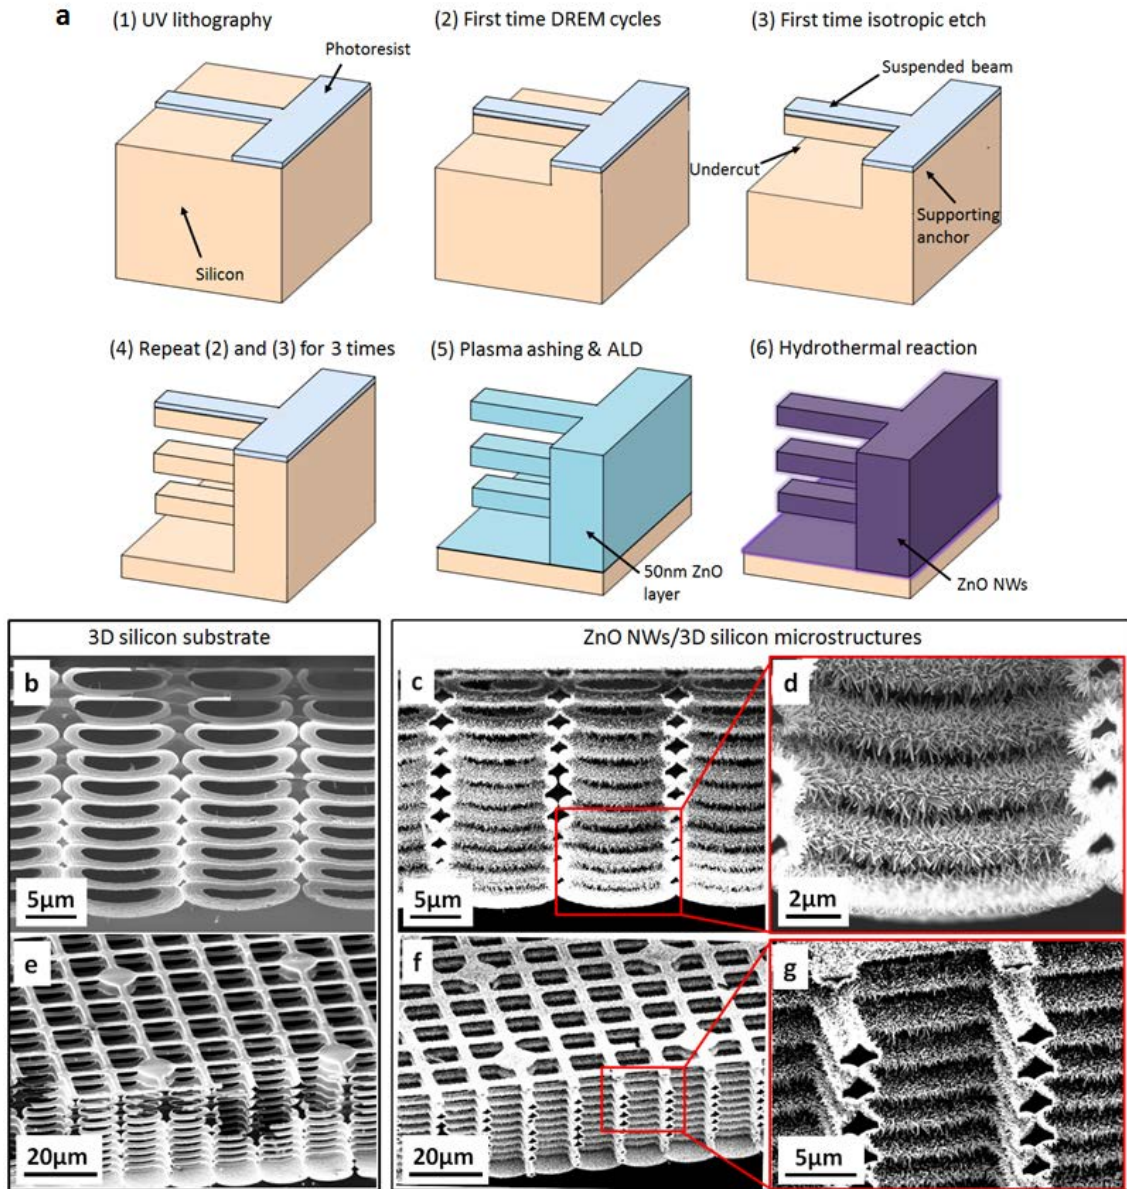 a
(1) UV lithography
(2) First time DREM cycles
(3) First time isotropic etch
Photoresist
Suspended beam
Undercut
Supporting
anchor
Silicon
(4) Repeat (2) and (3) for 3 times
(5) Plasma ashing & ALD
(6) Hydrothermal reaction
50nm ZnO
layer
ZnO NWs
3D silicon substrate
ZnO NWs/3D silicon microstructures
b
5μm
c
5μm
d
2μm
e
20μm
f
20μm
g
5μm